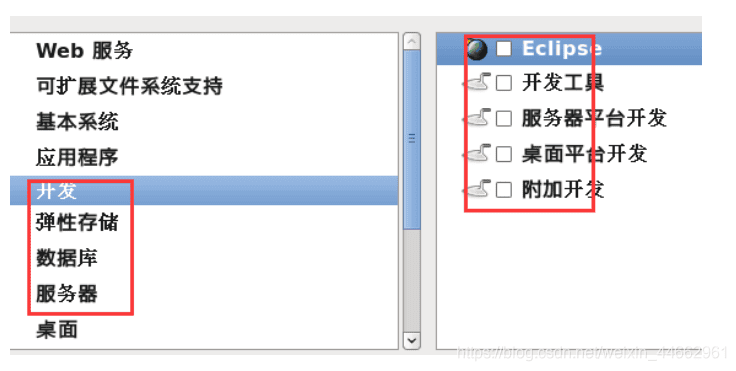 Web 服务
可扩展文件系统支持
基本系统
应用程序
开发
弹性存储
数据库
服务器
桌面
Eclipse
开发工具
服务器平台开发
桌面平台开发
附加开发
https://blog.csdn.net/weixin_44662961